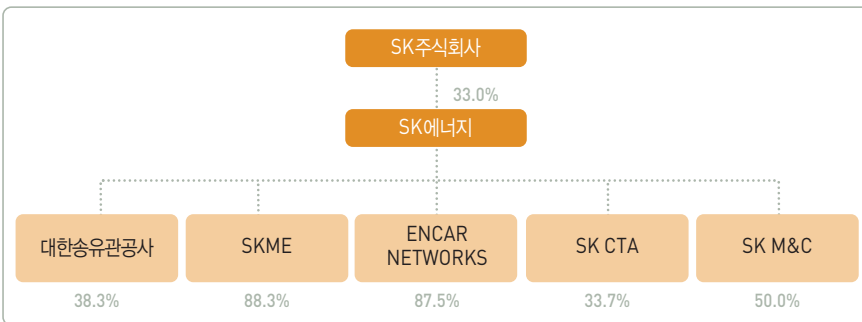 SK주식회사
33.0%
SK에너지
대한송유관공사
SKME
ENCAR
NETWORKS
SK CTA
SK M&C
38.3%
88.3%
87.5%
33.7%
50.0%